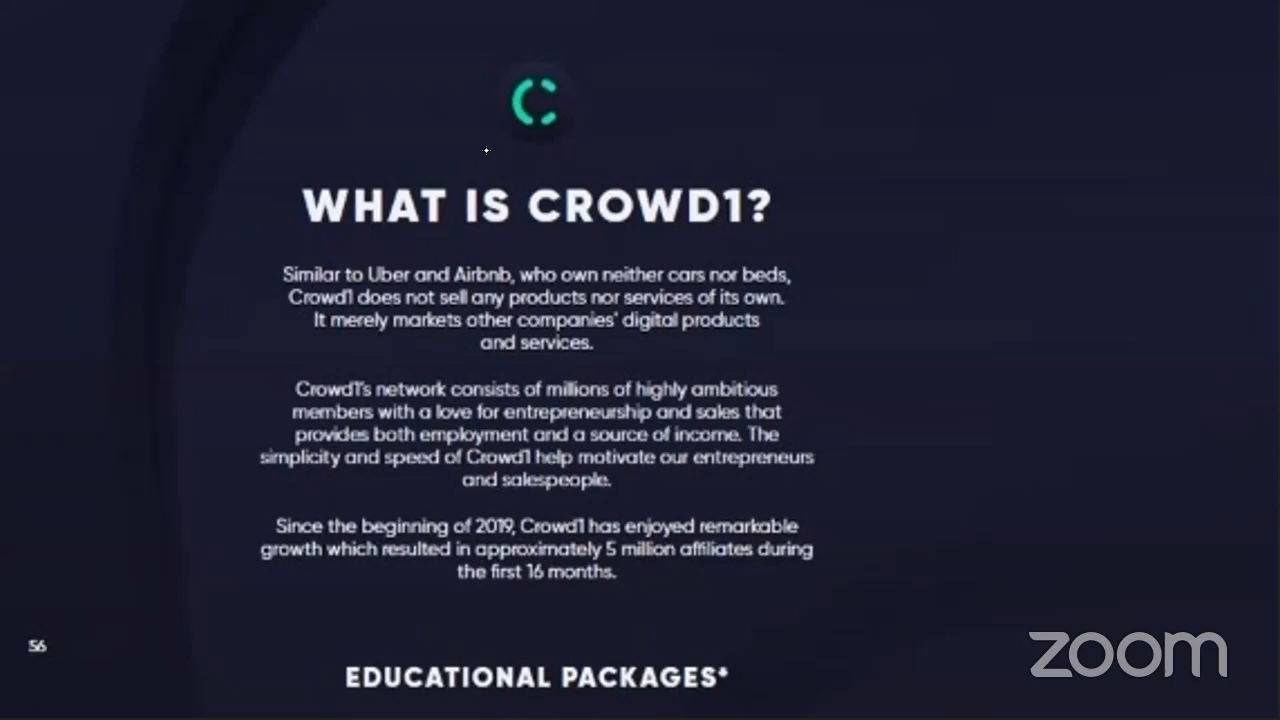 WHAT IS CROWD1?
Similar to Uber and Airbnb, who own neither cars nor beds,
Crowd1 does not sell any products nor services of its own.
It merely markets other companies' digital products
and services.
Crowd1's network consists of millions of highly ambitious
members with a love for entrepreneurship and sales that
provides both employment and a source of income. The
simplicity and speed of Crowd1 help motivate our entrepreneurs
and salespeople.
Since the beginning of 2019, Crowd1 has enjoyed remarkable
growth which resulted in approximately 5 million affiliates during
the first 16 months.
56
EDUCATIONAL PACKAGES*
zoom